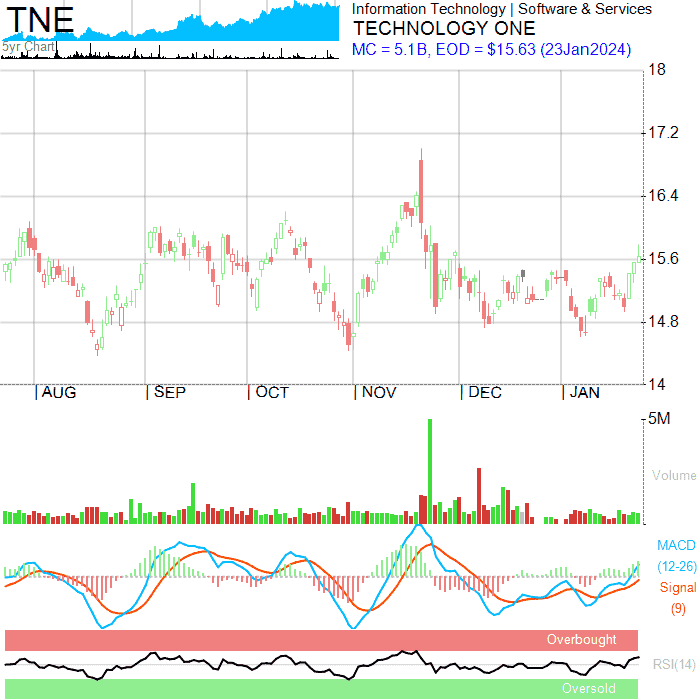 TNE
5yr Chart
Information Technology | Software & Services
TECHNOLOGY ONE
MC = 5.1B, EOD = $15.63 (23Jan2024)
18
17.2
16.4
15.6
14.8
14
|AUG |SEP |OCT |NOV |DEC |JAN
5M
Volume
MACD
(12-26)
Signal
(9)
Overbought
RSI(14)
Oversold